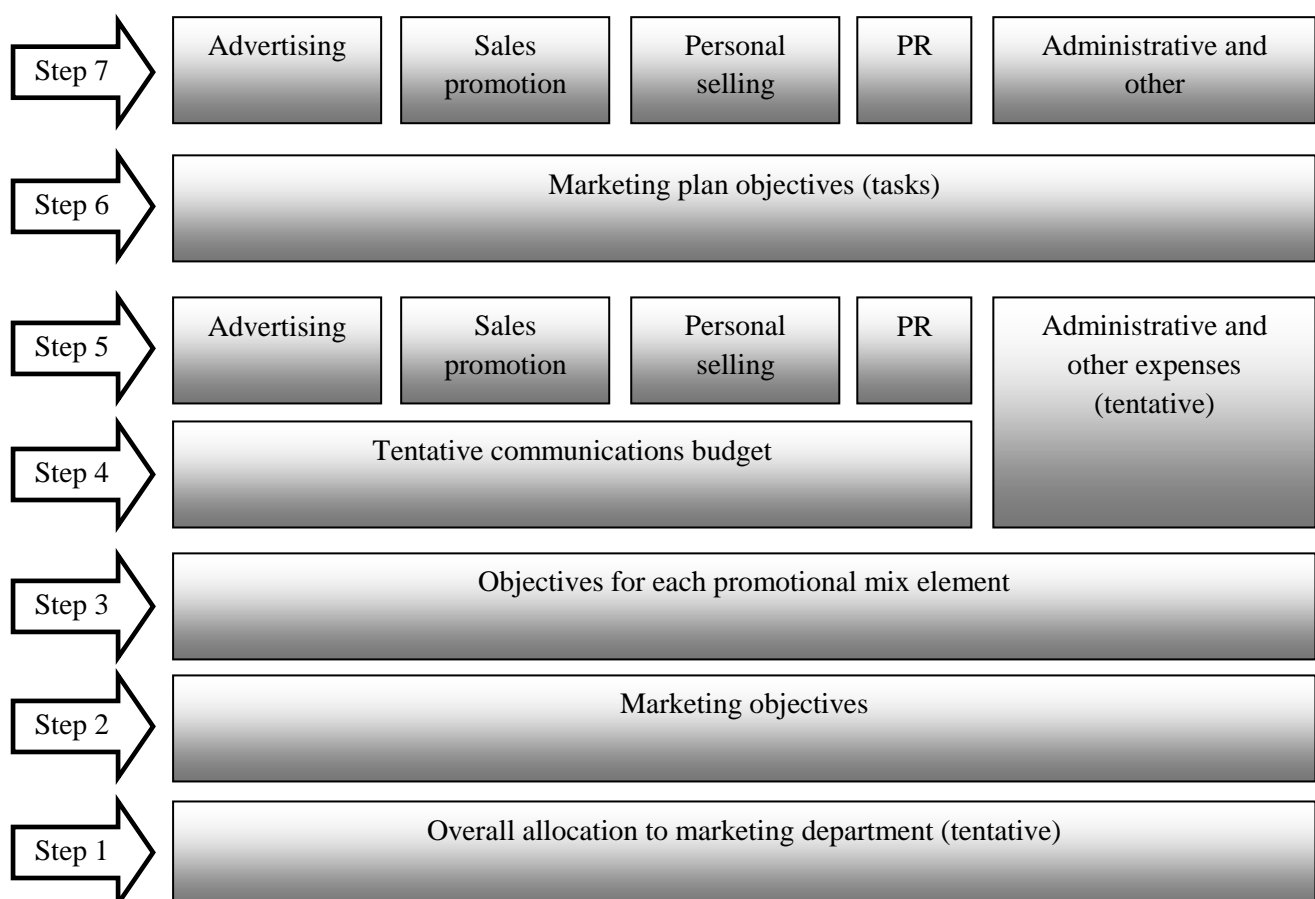 Step 7
Advertising
Sales
promotion
Personal
selling
PR
Administrative and
other
Step 6
Marketing plan objectives (tasks)
Step 5
Advertising
Sales
promotion
Personal
selling
PR
Administrative and
other expenses
(tentative)
Step 4
Tentative communications budget
Step 3
Objectives for each promotional mix element
Step 2
Marketing objectives
Step 1
Overall allocation to marketing department (tentative)